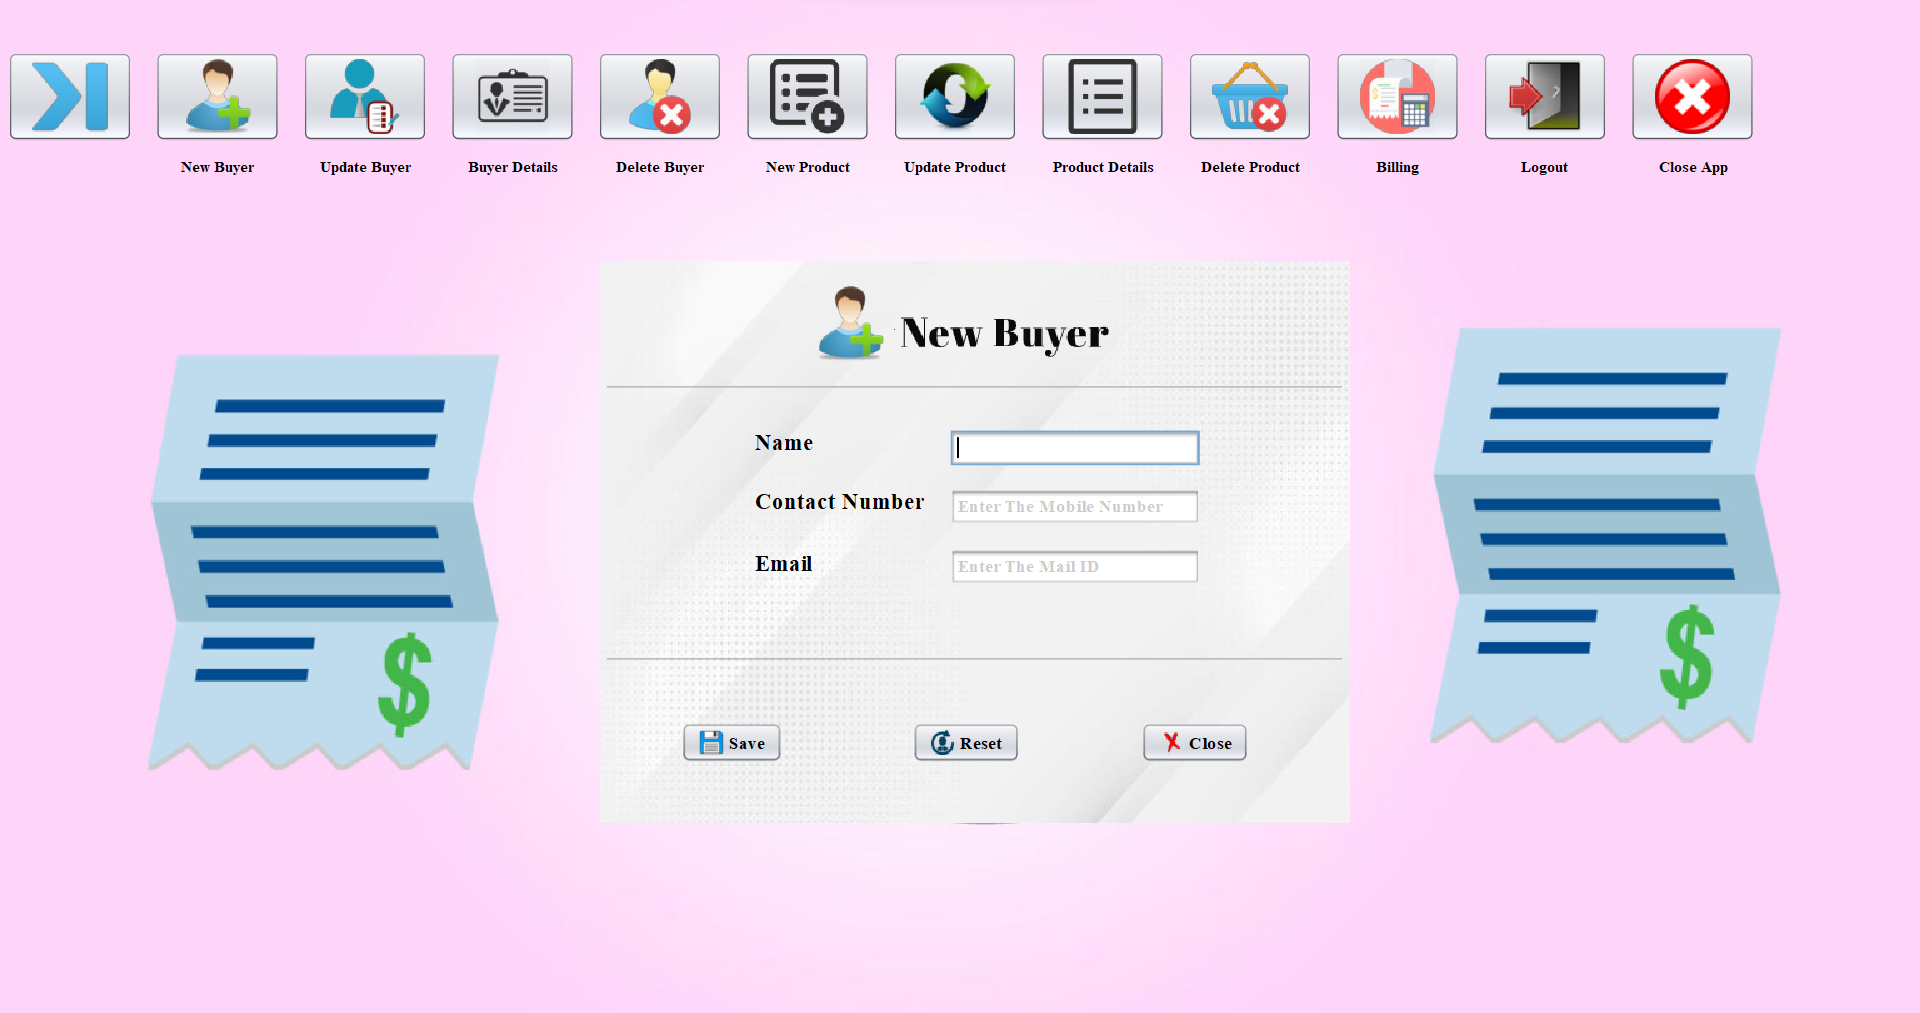 New Buyer
Update Buyer
Buyer Details
Delete Buyer
New Product
Update Product
Product Details
Delete Product
Billing
Logout
Close App
New Buyer
Name
Contact Number
Enter The Mobile Number
Email
Enter The Mail ID
Save
Reset
Close